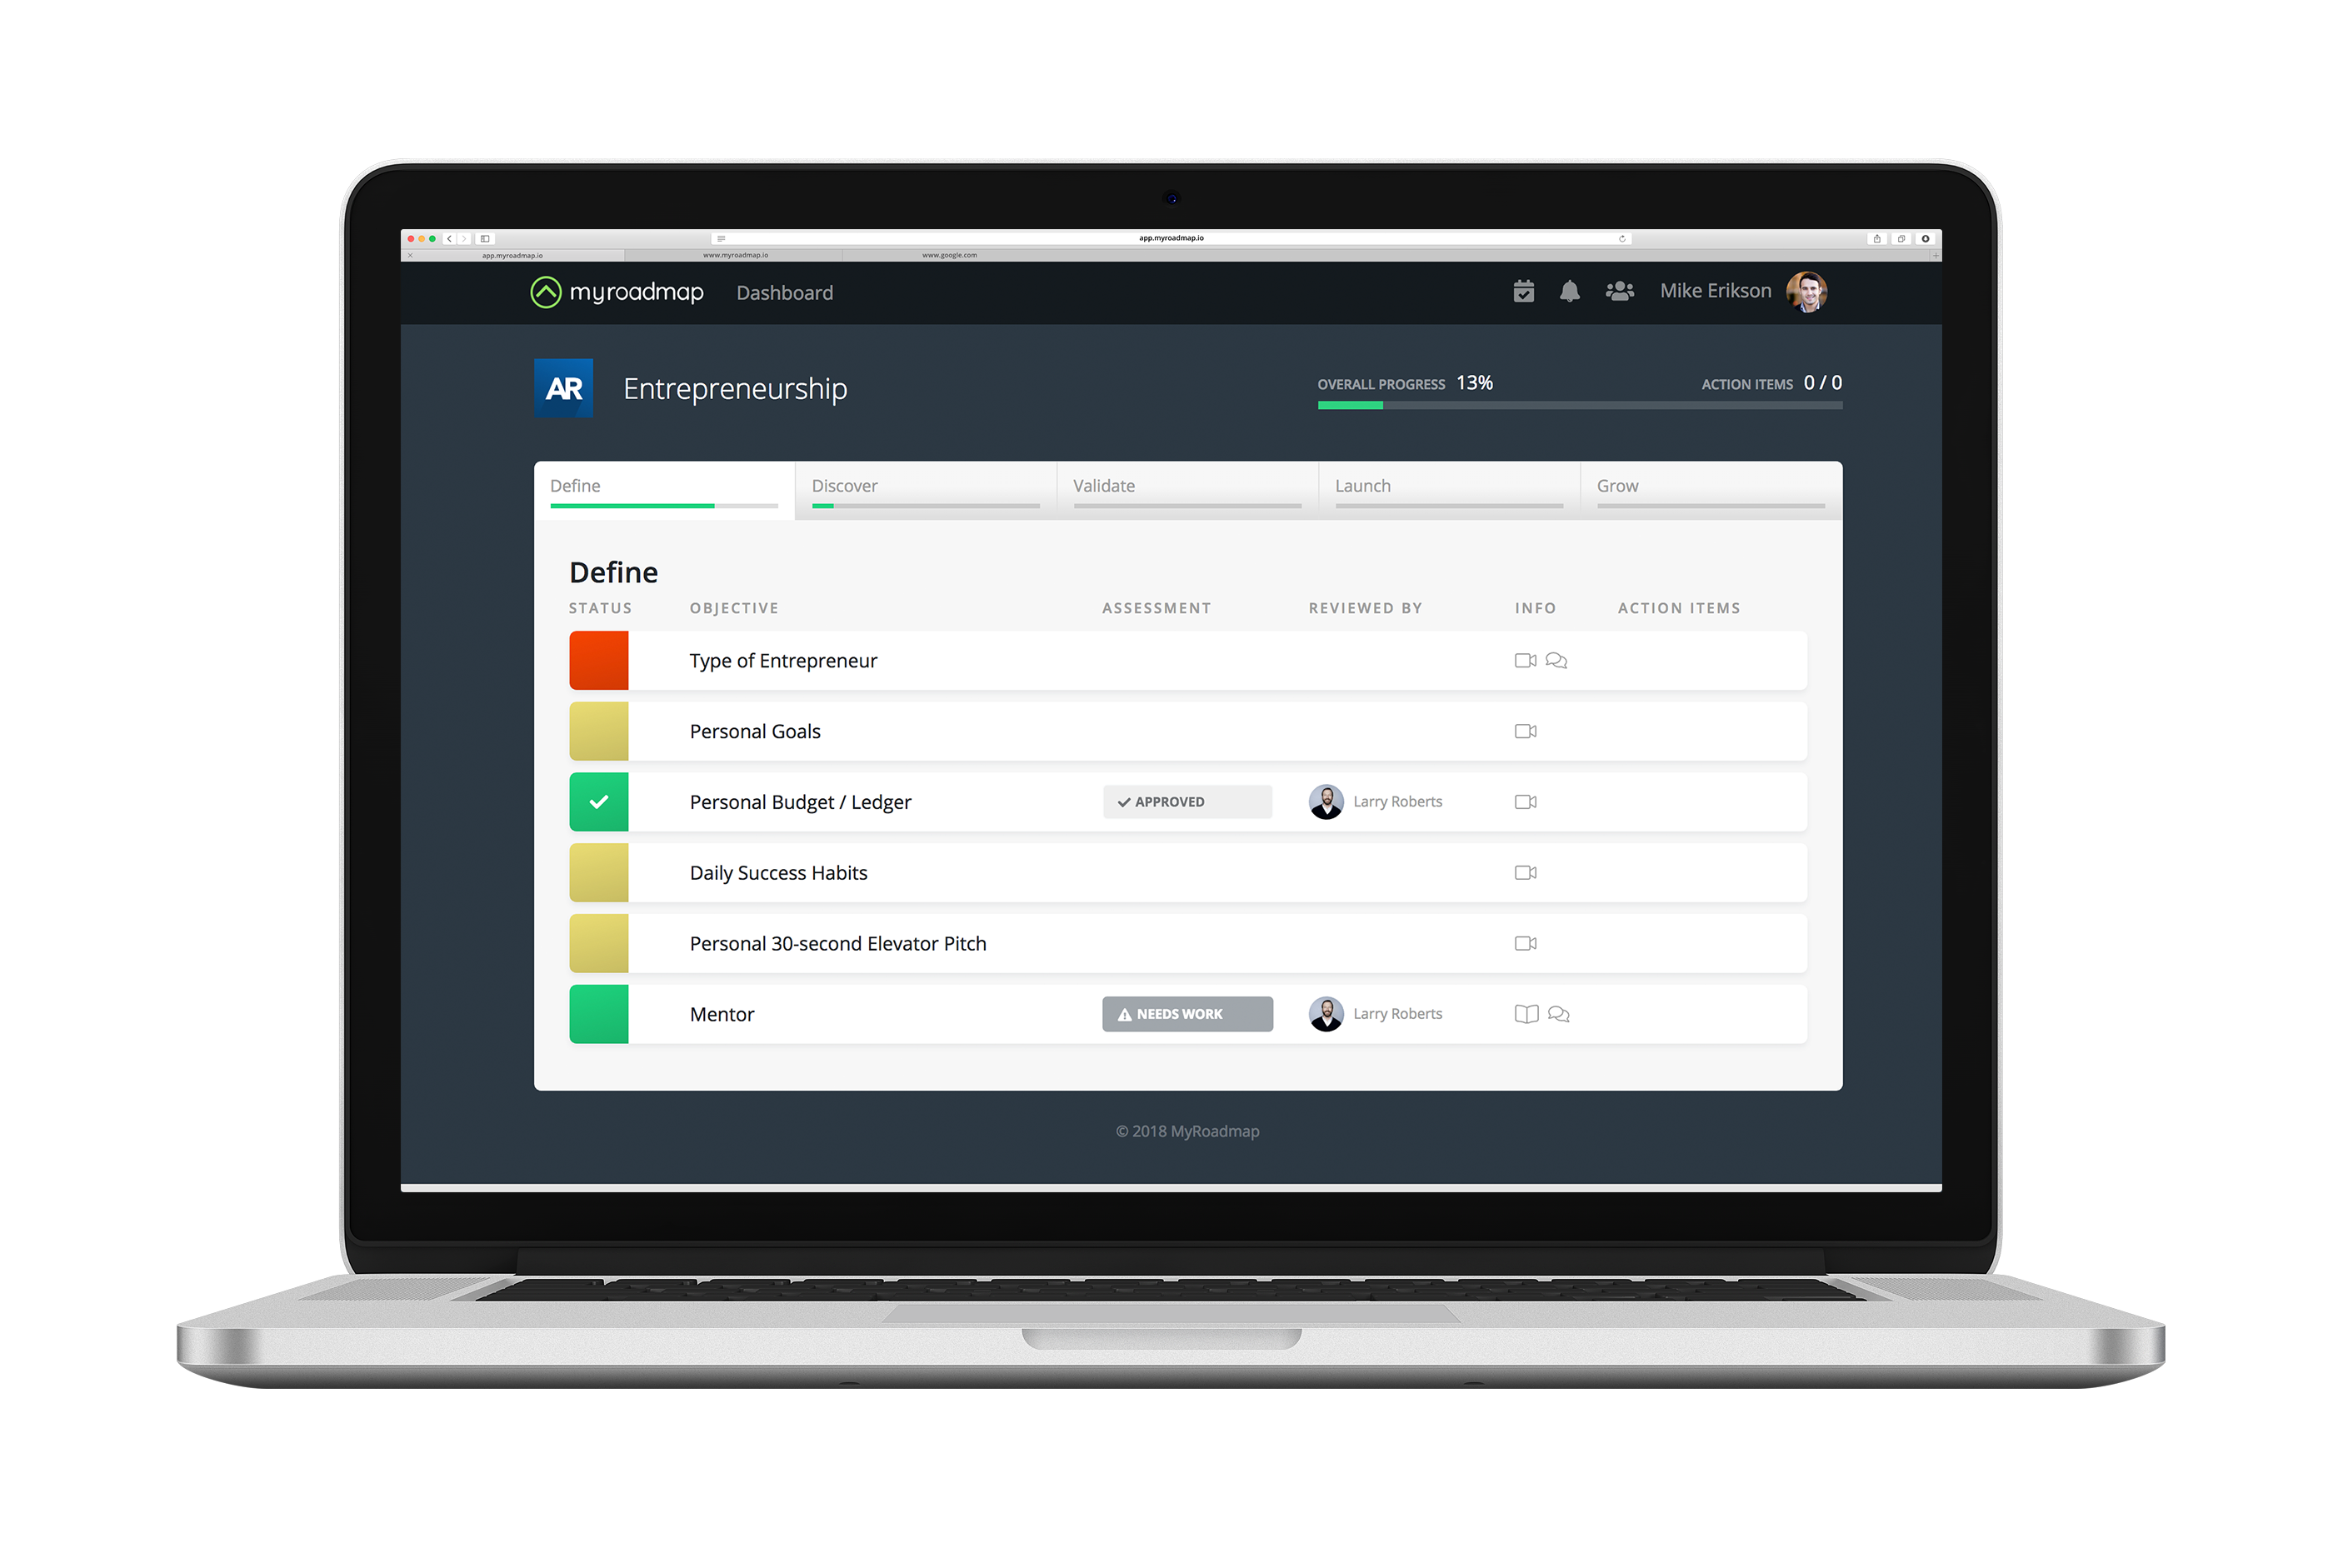 app.myroadmap.io
app.myroadmap.io www.myroadmap.io www.google.com
myroadmap Dashboard Mike Erikson
AR Entrepreneurship OVERALL PROGRESS 13% ACTION ITEMS 0 / 0
Define Discover Validate Launch Grow
Define
STATUS OBJECTIVE ASSESSMENT REVIEWED BY INFO ACTION ITEMS
Type of Entrepreneur
Personal Goals
Personal Budget / Ledger APPROVED Larry Roberts
Daily Success Habits
Personal 30-second Elevator Pitch
Mentor NEEDS WORK Larry Roberts
© 2018 MyRoadmap